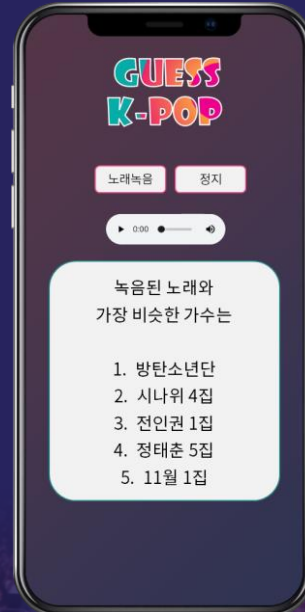 GUESS
K-POP
노래녹음 정지
0:00
녹음된 노래와
가장 비슷한 가수는
1. 방탄소년단
2. 시나위 4집
3. 전인권 1집
4. 정태춘 5집
5. 11월 1집